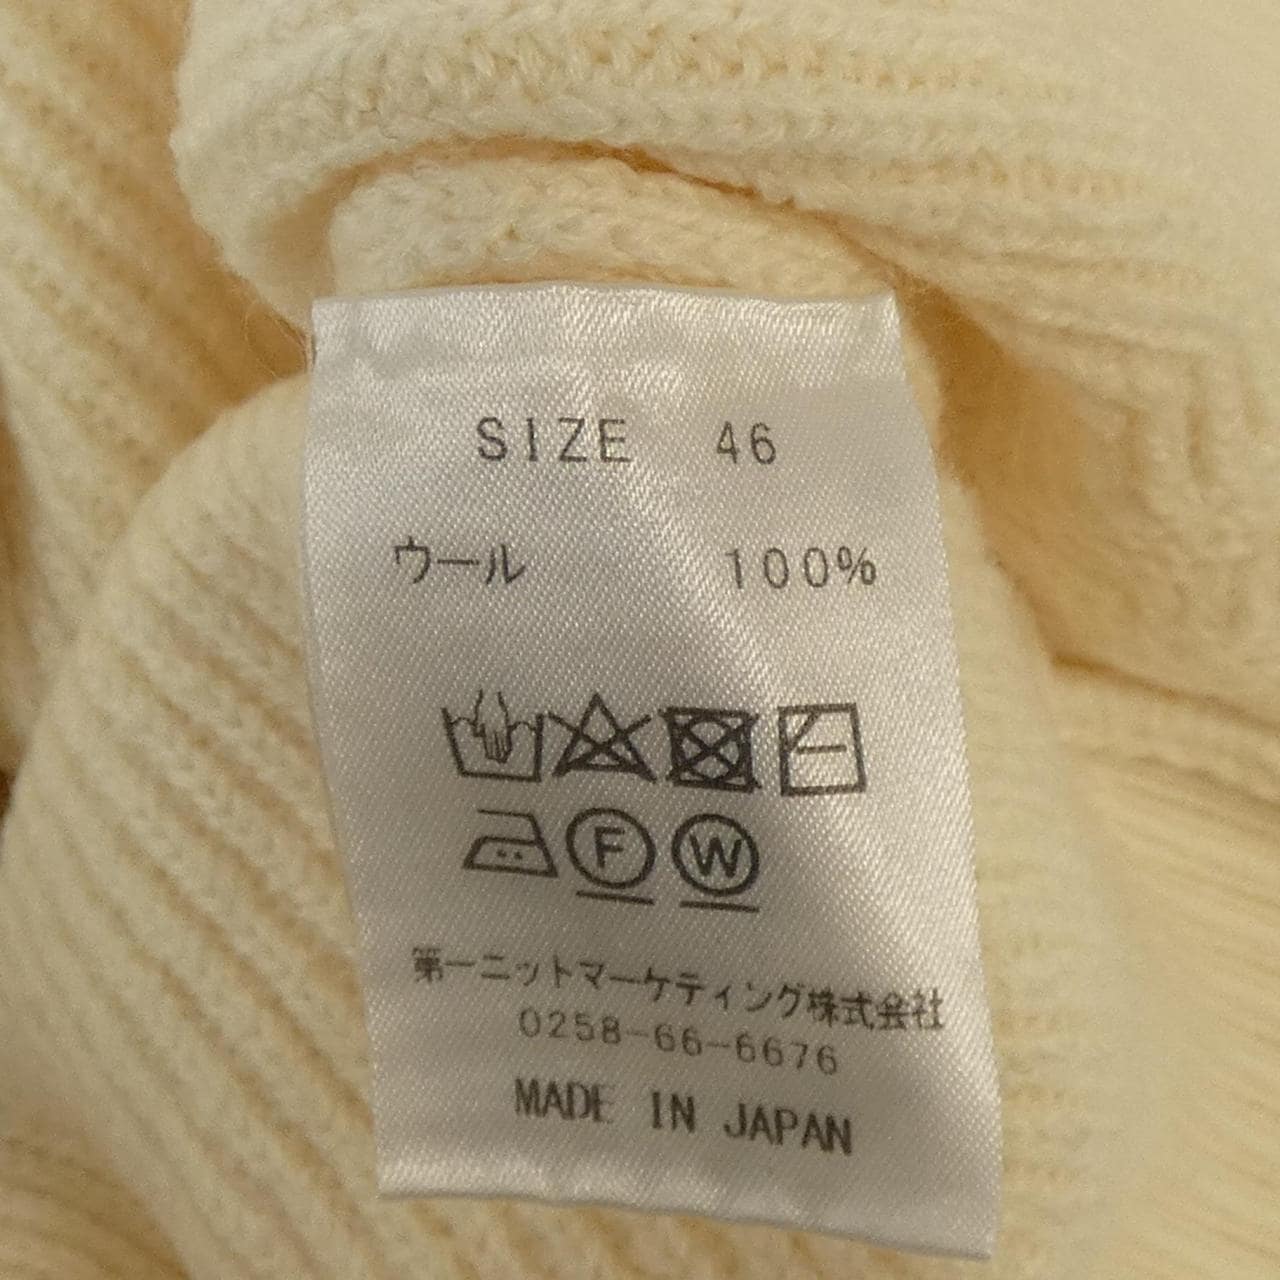 SIZE 46
ウール 100%
F W
第一ニットマーケティング株式会社
0258-66-6676
MADE IN JAPAN